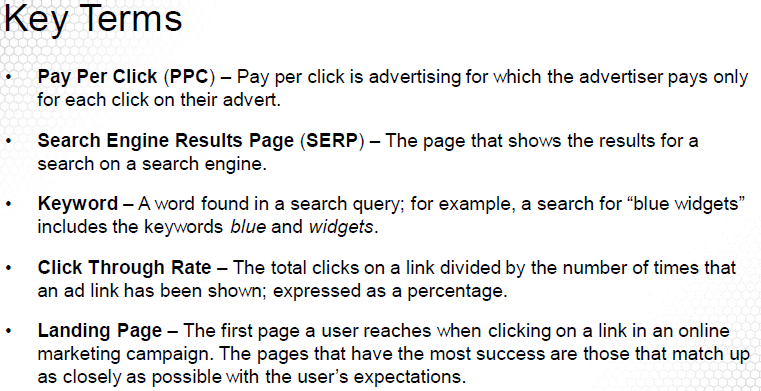 Key Terms
• Pay Per Click (PPC) – Pay per click is advertising for which the advertiser pays only
for each click on their advert.
• Search Engine Results Page (SERP) – The page that shows the results for a
search on a search engine.
• Keyword – A word found in a search query; for example, a search for “blue widgets”
includes the keywords blue and widgets.
• Click Through Rate – The total clicks on a link divided by the number of times that
an ad link has been shown; expressed as a percentage.
• Landing Page – The first page a user reaches when clicking on a link in an online
marketing campaign. The pages that have the most success are those that match up
as closely as possible with the user’s expectations.